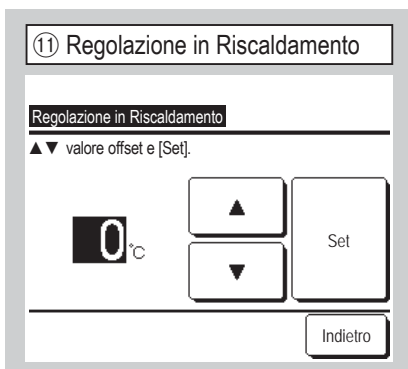 ⑪ Regolazione in Riscaldamento
Regolazione in Riscaldamento
▲▼ valore offset e [Set].
▲
0°C
Set
▼
Indietro